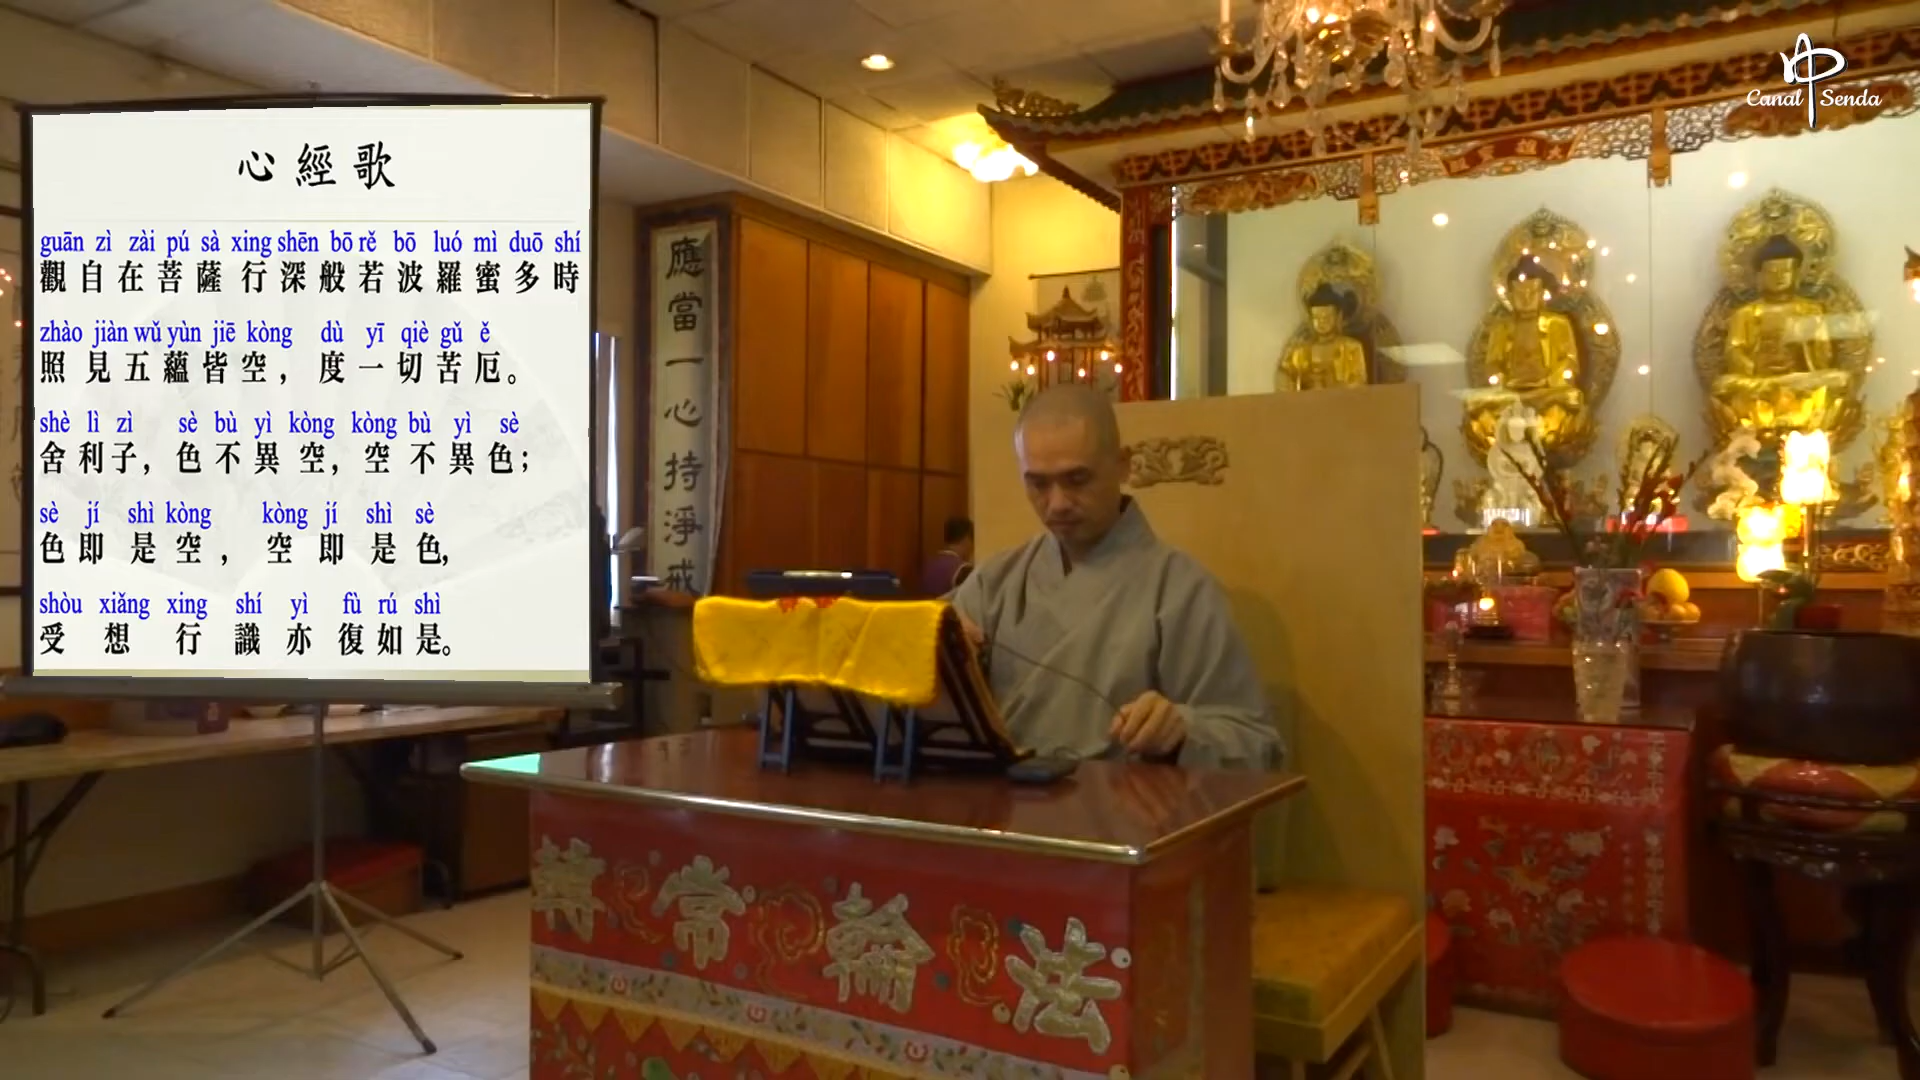 心經歌
guān zì zài pú sà xing shēn bō rě bō luó mì duō shí
觀自在菩薩行深般若波羅蜜多時
zhào jiàn wǔ yùn jiē kòng dù yī qiè gǔ ě
照見五蘊皆空，度一切苦厄。
shè lì zì sè bù yì kòng kòng bù yì sè
舍利子，色不異空，空不異色；
sè jí shì kòng kòng jí shì sè
色即是空，空即是色，
shòu xiǎng xing shí yì fù rú shì
受想行識亦復如是。
應當一心持淨戒
轉常輪法
Canal Senda